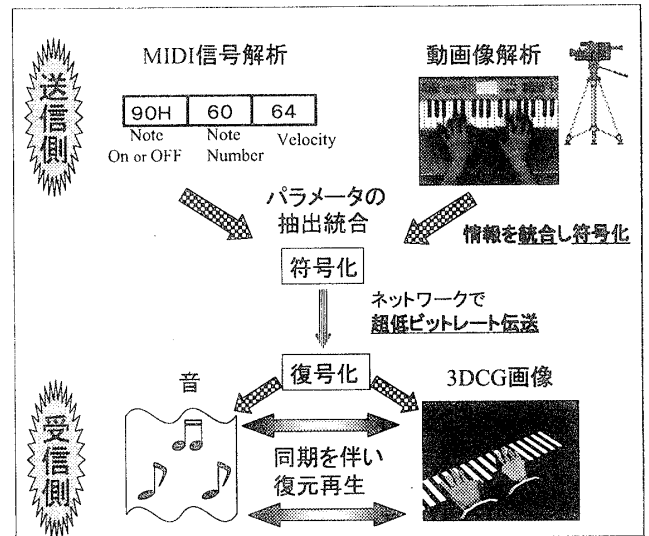 送信側
MIDI信号解析
動画像解析
90H 60 64
Note Note Velocity
On or OFF Number
パラメータの
抽出統合
情報を統合し符号化
符号化
ネットワークで
超低ビットレート伝送
復号化
受信側
音
3DCG画像
同期を伴い
復元再生